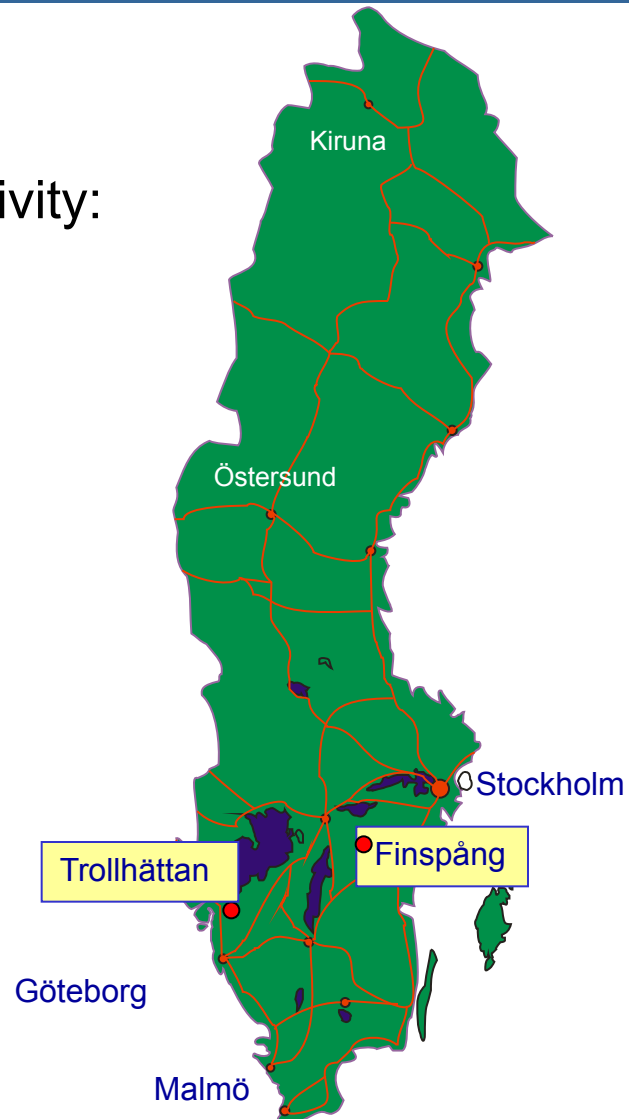 Kiruna
ivity:
Östersund
Stockholm
Finspång
Trollhättan
Göteborg
Malmö